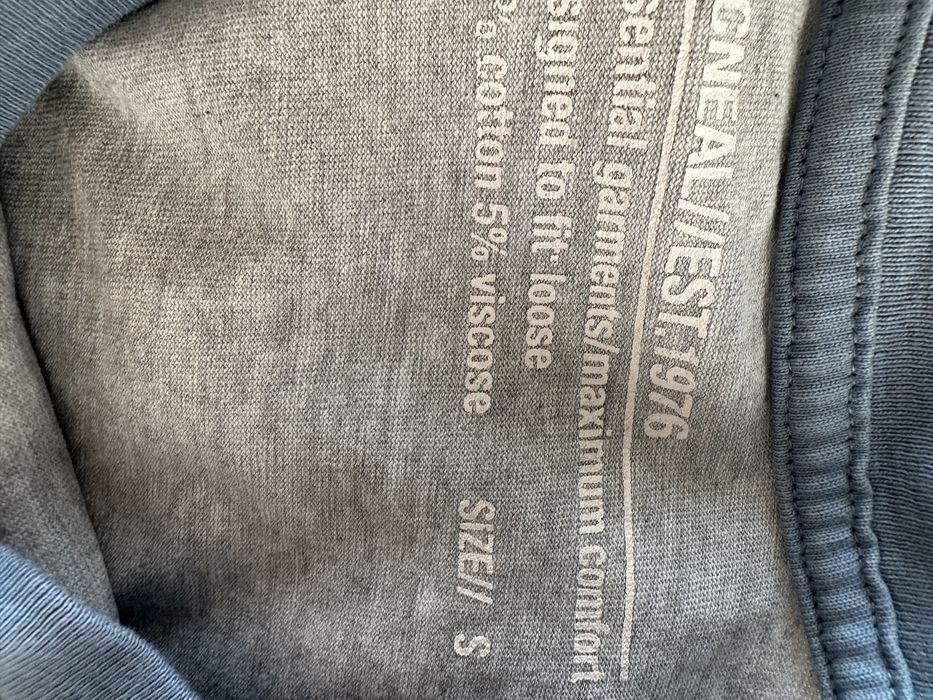 GNEAL//EST.1976
sential garments/maximum comfort
signed to fit·loose
% cotton 5% viscose SIZE// S